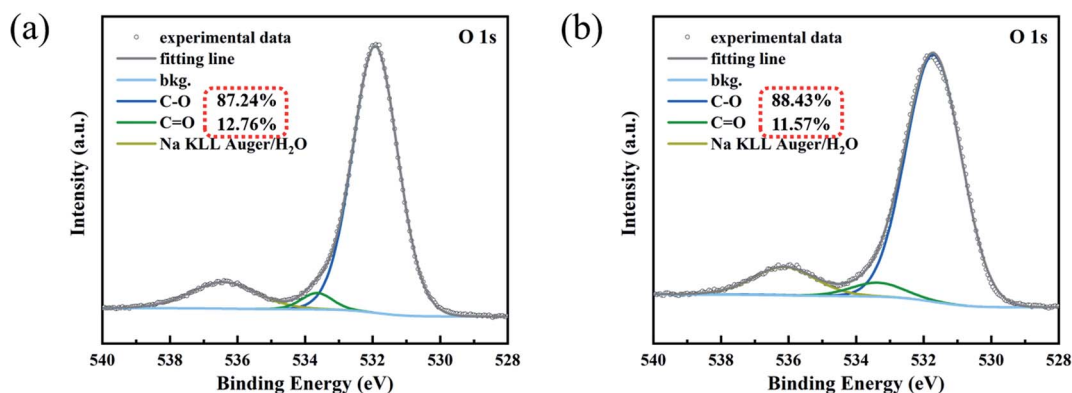 (a)
O 1s
experimental data
fitting line
bkg.
C-O 87.24%
C=O 12.76%
Na KLL Auger/H₂O
Intensity (a.u.)
540 538 536 534 532 530 528
Binding Energy (eV)
(b)
O 1s
experimental data
fitting line
bkg.
C-O 88.43%
C=O 11.57%
Na KLL Auger/H₂O
Intensity (a.u.)
540 538 536 534 532 530 528
Binding Energy (eV)